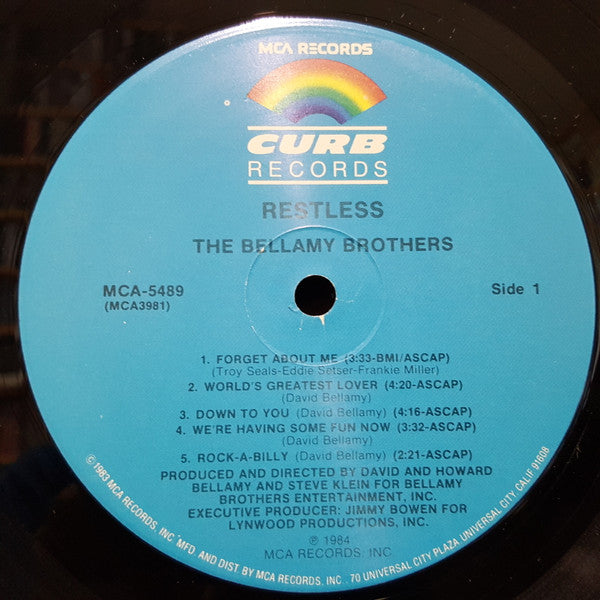 MCA RECORDS
CURB
RECORDS
RESTLESS
THE BELLAMY BROTHERS
MCA-5489
(MCA3981)
Side 1
1. FORGET ABOUT ME (3:33-BMI/ASCAP)
(Troy Seals-Eddie Setser-Frankie Miller)
2. WORLD'S GREATEST LOVER (4:20-ASCAP)
(David Bellamy)
3. DOWN TO YOU (David Bellamy) (4:16-ASCAP)
4. WE'RE HAVING SOME FUN NOW (3:32-ASCAP)
(David Bellamy)
5. ROCK-A-BILLY (David Bellamy) (2:21-ASCAP)
PRODUCED AND DIRECTED BY DAVID AND HOWARD
BELLAMY AND STEVE KLEIN FOR BELLAMY
BROTHERS ENTERTAINMENT, INC.
EXECUTIVE PRODUCER: JIMMY BOWEN FOR
LYNWOOD PRODUCTIONS, INC.
℗ 1984
MCA RECORDS, INC.
© 1983 MCA RECORDS, INC. MFD AND DIST BY MCA RECORDS, INC. 70 UNIVERSAL CITY PLAZA UNIVERSAL CITY, CALIF 91608